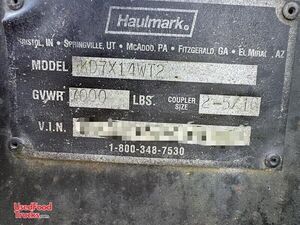 Haulmark®
BRISTOL, IN • SPRINGVILLE, UT • MCADOO, PA • FITZGERALD, GA • EL MIRAGE, AZ
MODEL KD7X14WT2
GVWR 7000 LBS. COUPLER SIZE 2-5/16
V.I.N.
1-800-348-7530
UsedFood
Trucks.com